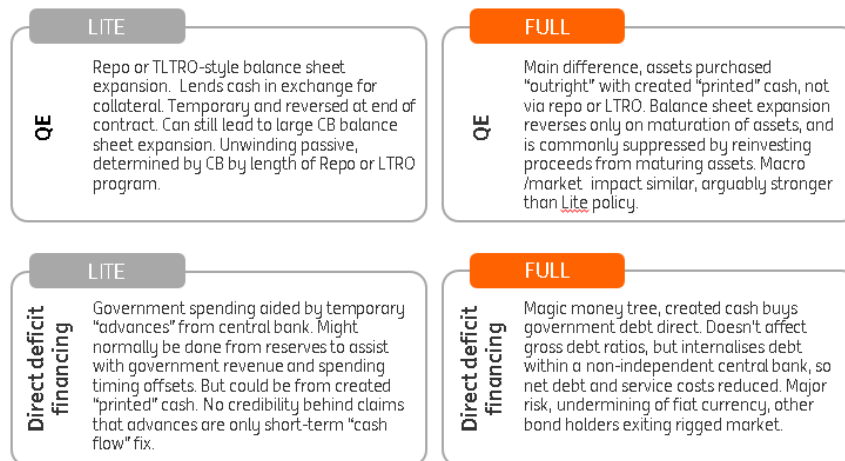 LITE
QE
Repo or TLTRO-style balance sheet
expansion. Lends cash in exchange for
collateral. Temporary and reversed at end of
contract. Can still lead to large CB balance
sheet expansion. Unwinding passive,
determined by CB by length of Repo or LTRO
program.
FULL
QE
Main difference, assets purchased
“outright” with created “printed” cash, not
via repo or LTRO. Balance sheet expansion
reverses only on maturation of assets, and
is commonly suppressed by reinvesting
proceeds from maturing assets. Macro
/market impact similar, arguably stronger
than Lite policy.
LITE
Direct deficit
financing
Government spending aided by temporary
“advances” from central bank. Might
normally be done from reserves to assist
with government revenue and spending
timing offsets. But could be from created
“printed” cash. No credibility behind claims
that advances are only short-term “cash
flow” fix.
FULL
Direct deficit
financing
Magic money tree, created cash buys
government debt direct. Doesn't affect
gross debt ratios, but internalises debt
within a non-independent central bank, so
net debt and service costs reduced. Major
risk, undermining of fiat currency, other
bond holders exiting rigged market.